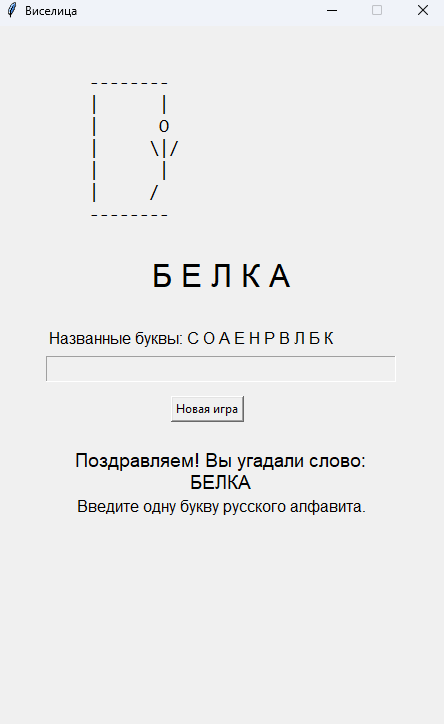 Виселица
--------
|      |
|      O
|     \|/
|      |
|     /
--------
Б Е Л К А
Названные буквы: С О А Е Н Р В Л Б К
Новая игра
Поздравляем! Вы угадали слово:
БЕЛКА
Введите одну букву русского алфавита.